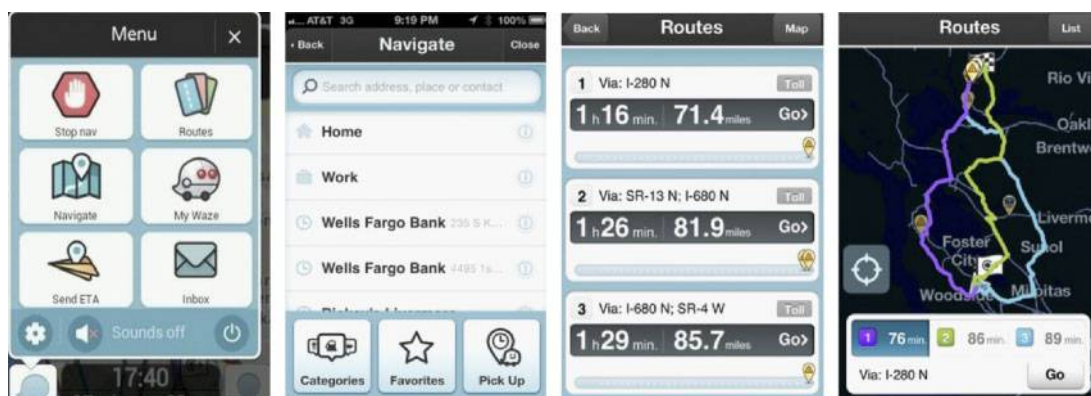 Menu
X
Stop nav
Routes
Navigate
My Waze
Send ETA
Inbox
Sounds off
17:40
AT&T 3G 9:19 PM 100%
Back Navigate Close
Search address, place or contact
Home
Work
Wells Fargo Bank 235 S K...
Wells Fargo Bank 4495 1s...
Categories Favorites Pick Up
Back Routes Map
1 Via: I-280 N Toll
1 h 16 min. 71.4 miles Go>
2 Via: SR-13 N; I-680 N Toll
1 h 26 min. 81.9 miles Go>
3 Via: I-680 N; SR-4 W Toll
1 h 29 min. 85.7 miles Go>
Routes List
Rio Vi
Oakl
Brentw
Liverm
Foster
City
Sunol
Woodside
Milpitas
1 76 min. 2 86 min. 3 89 min.
Via: I-280 N Go